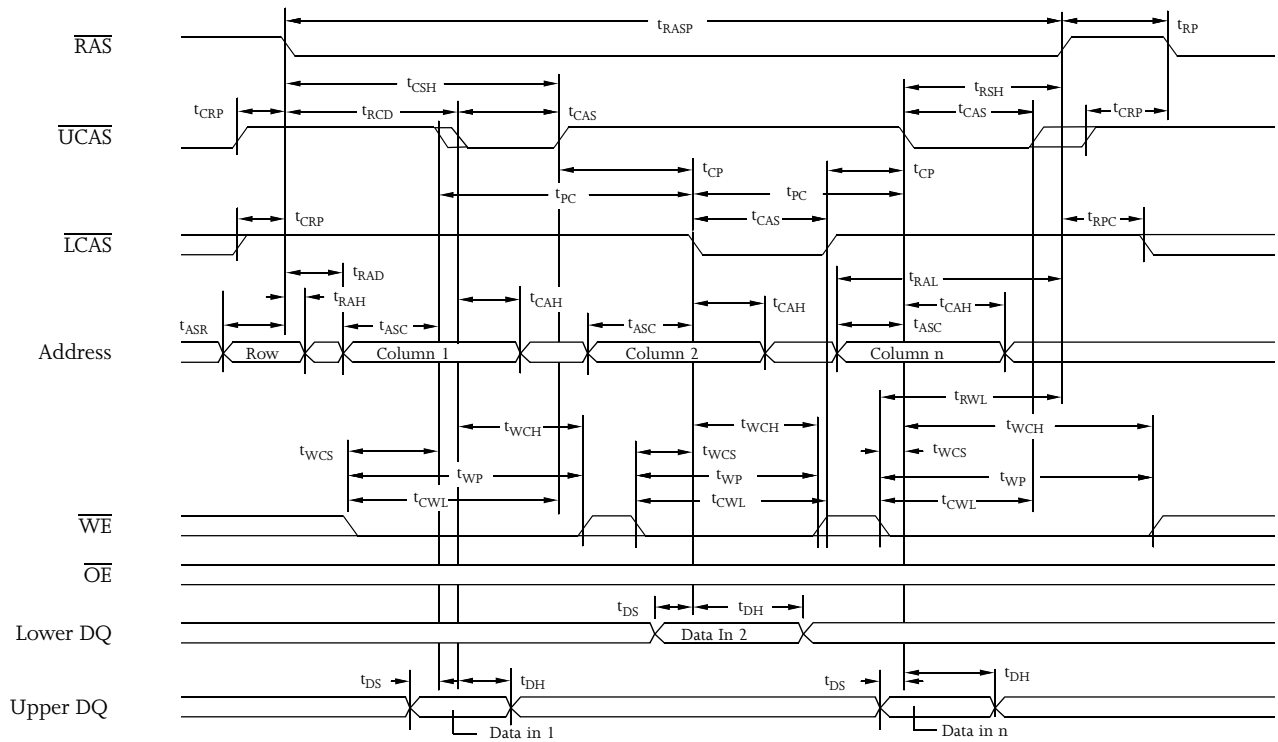 tRASP
tRP
RAS
tCSH
tRSH
tCRP
tRCD
tCAS
tCAS
tCRP
UCAS
tCP
tCP
tPC
tPC
tCRP
tCAS
tRPC
LCAS
tRAD
tRAL
tRAH
tCAH
tCAH
tCAH
tASR
tASC
tASC
tASC
Address
Row
Column 1
Column 2
Column n
tRWL
tWCH
tWCH
tWCH
tWCS
tWCS
tWCS
tWP
tWP
tWP
tCWL
tCWL
tCWL
WE
OE
tDS
tDH
Lower DQ
Data In 2
tDS
tDH
tDS
tDH
Upper DQ
Data in 1
Data in n